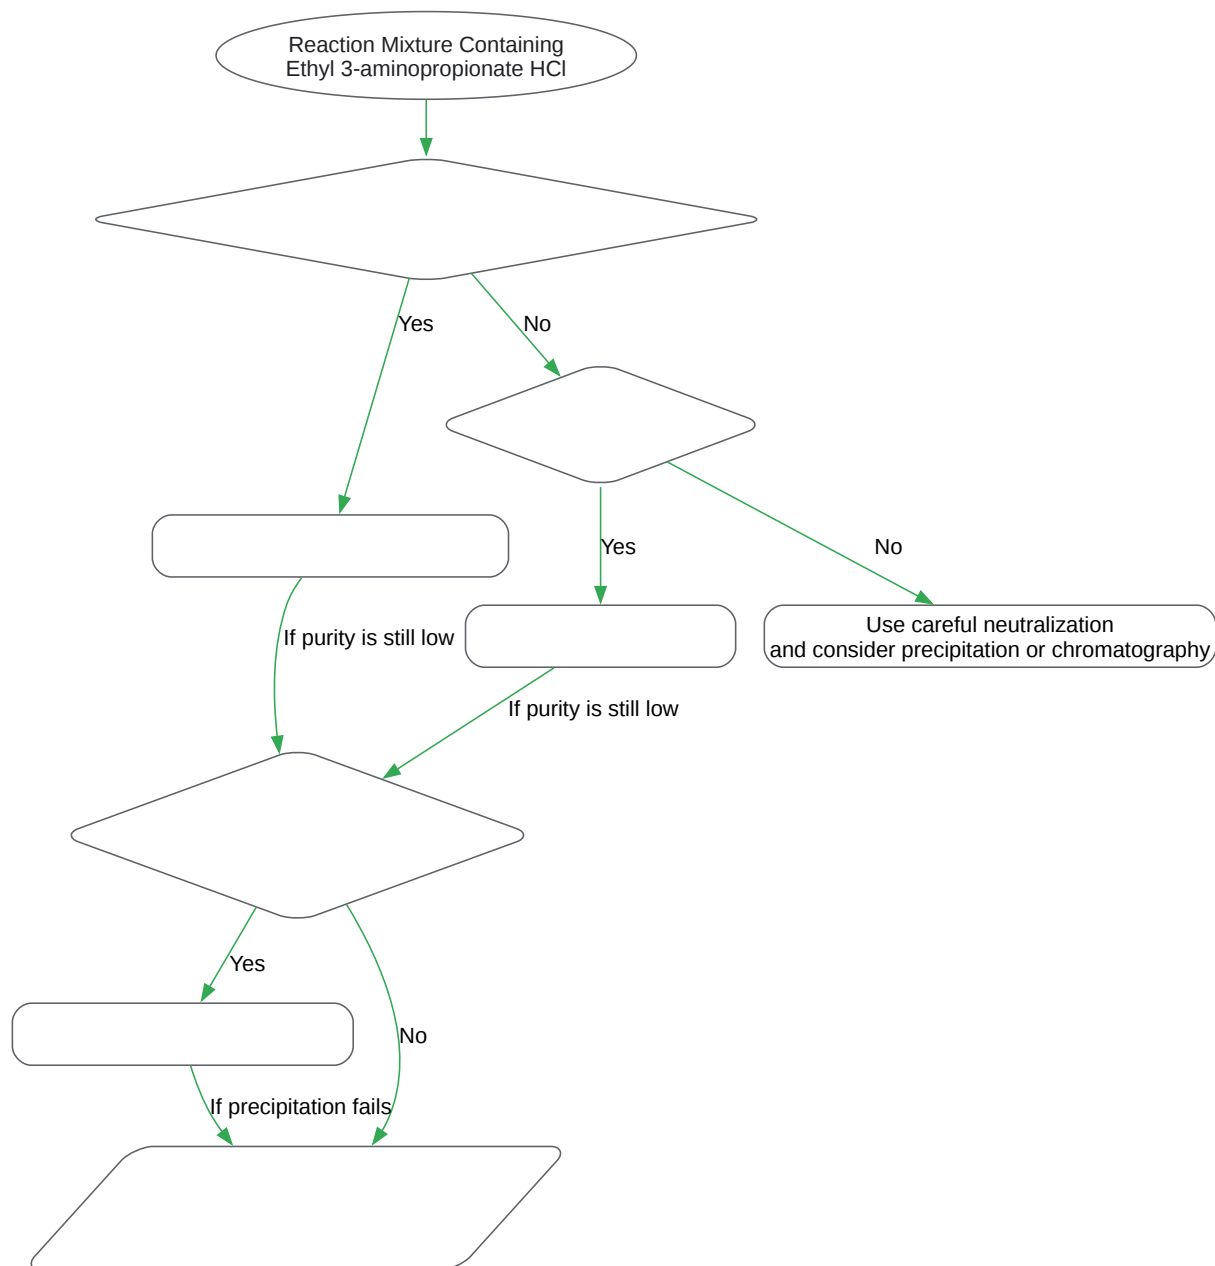 Reaction Mixture Containing
Ethyl 3-aminopropionate HCl
Yes
No
Yes
No
Use careful neutralization
and consider precipitation or chromatography
If purity is still low
If purity is still low
Yes
No
If precipitation fails